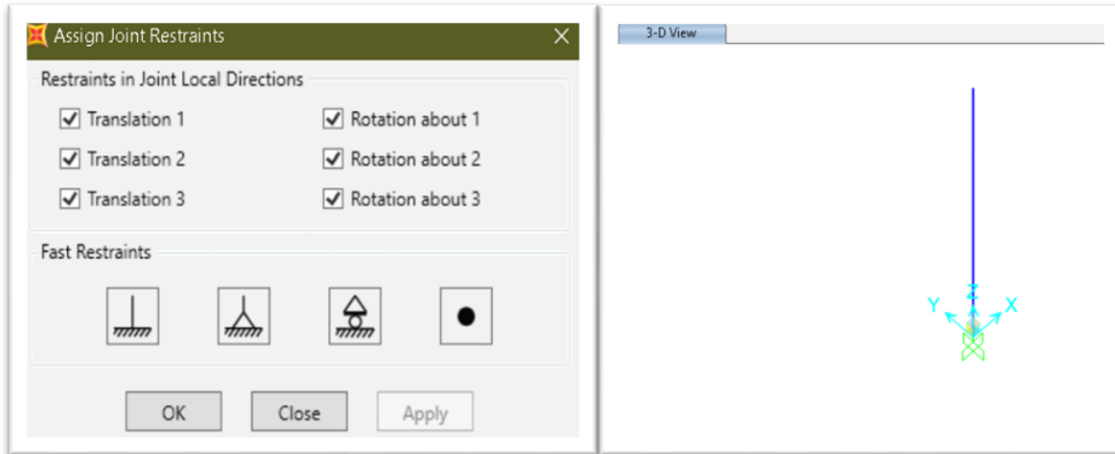 Assign Joint Restraints
Restraints in Joint Local Directions
Translation 1
Rotation about 1
Translation 2
Rotation about 2
Translation 3
Rotation about 3
Fast Restraints
OK
Close
Apply
3-D View
Z
Y
X